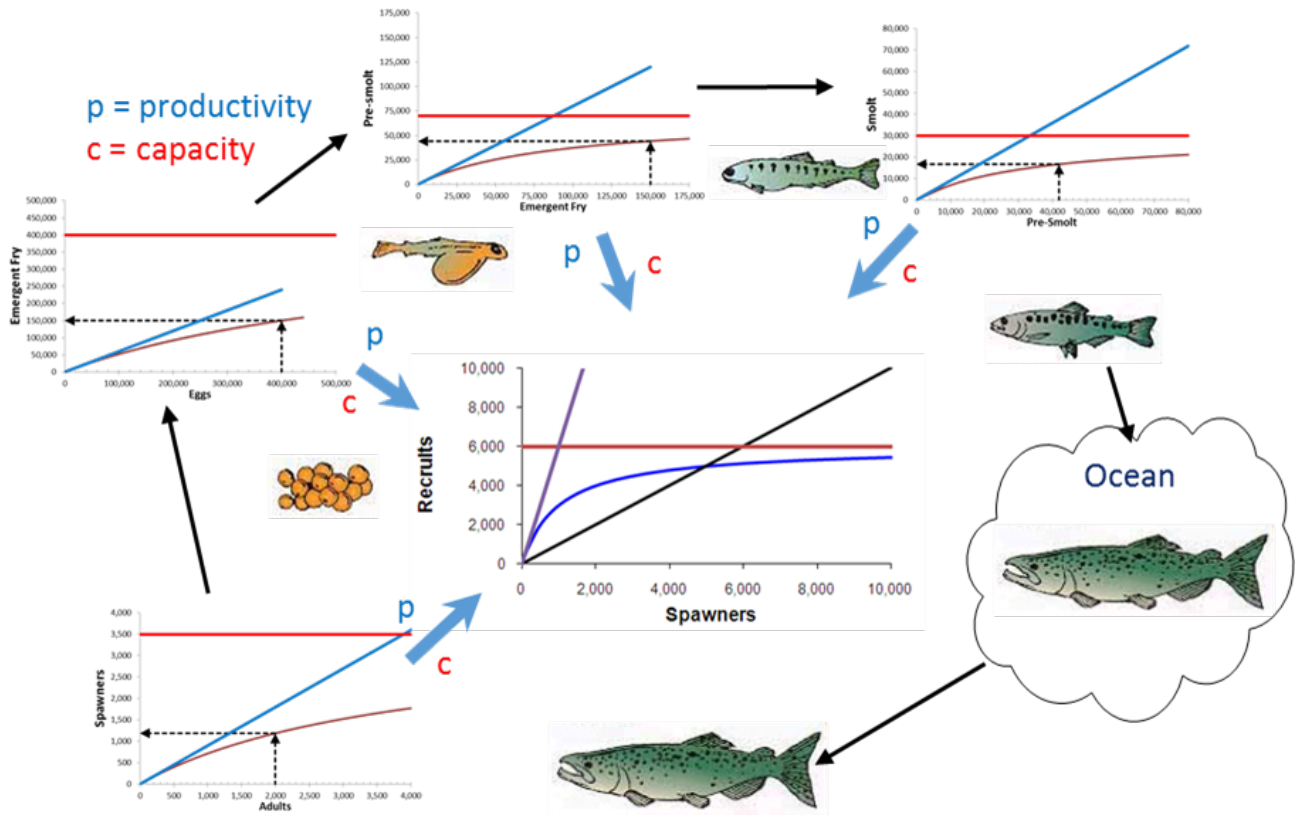 p = productivity
c = capacity
Pre-smolt
175,000
150,000
125,000
100,000
75,000
50,000
25,000
0
0 25,000 50,000 75,000 100,000 125,000 150,000 175,000
Emergent Fry
Smolt
80,000
70,000
60,000
50,000
40,000
30,000
20,000
10,000
0
0 10,000 20,000 30,000 40,000 50,000 60,000 70,000 80,000
Pre-Smolt
Emergent Fry
500,000
450,000
400,000
350,000
300,000
250,000
200,000
150,000
100,000
50,000
0
0 100,000 200,000 300,000 400,000 500,000
Eggs
p
c
p
c
p
c
Recruits
10,000
8,000
6,000
4,000
2,000
0
0 2,000 4,000 6,000 8,000 10,000
Spawners
Ocean
p
c
Spawners
4,000
3,500
3,000
2,500
2,000
1,500
1,000
500
0
0 500 1,000 1,500 2,000 2,500 3,000 3,500 4,000
Adults